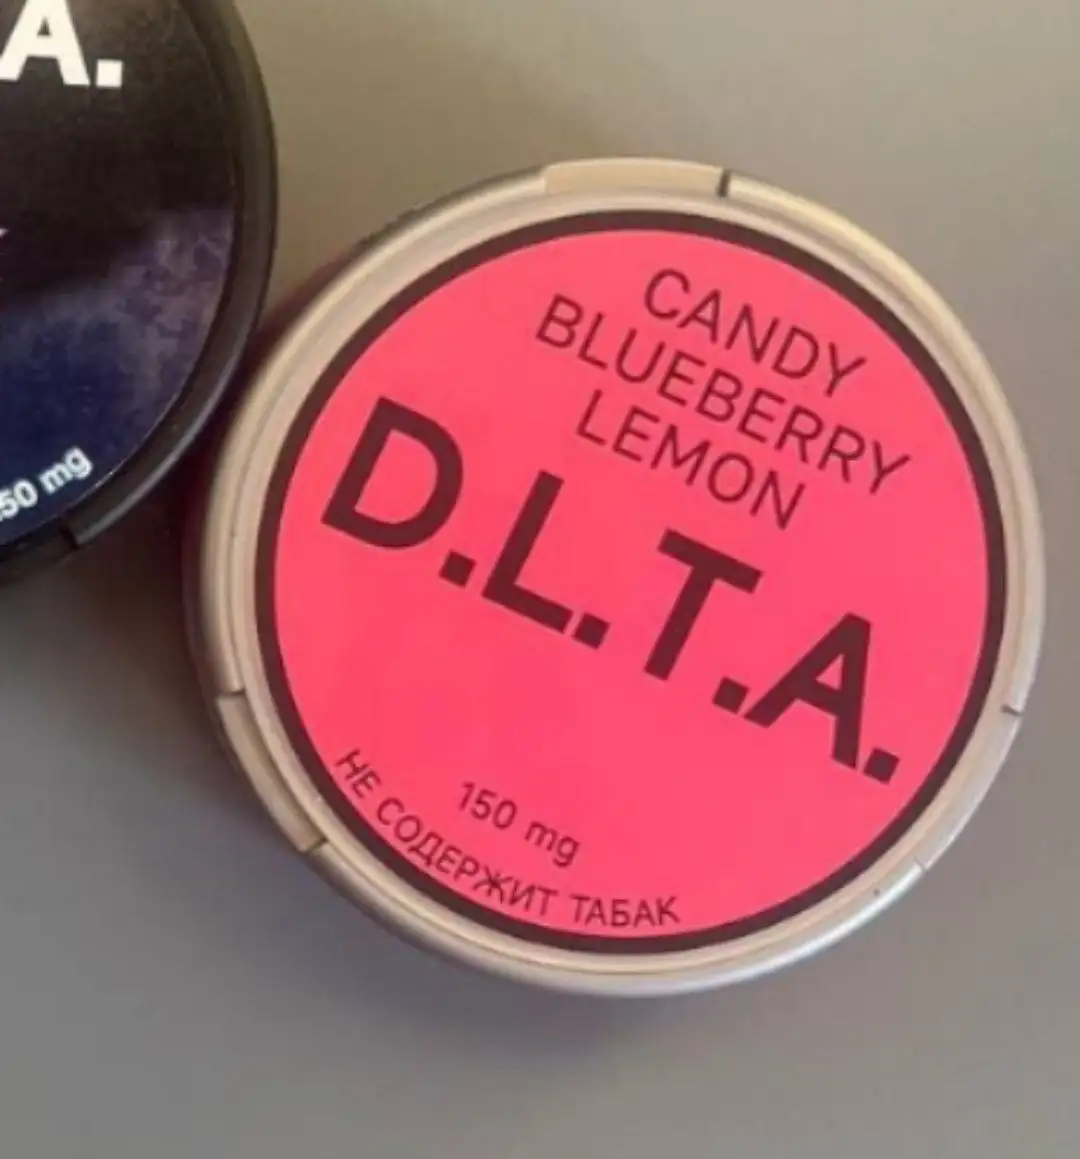 A.
50 mg
CANDY
BLUEBERRY
LEMON
D.L.T.A.
150 mg
НЕ СОДЕРЖИТ ТАБАК